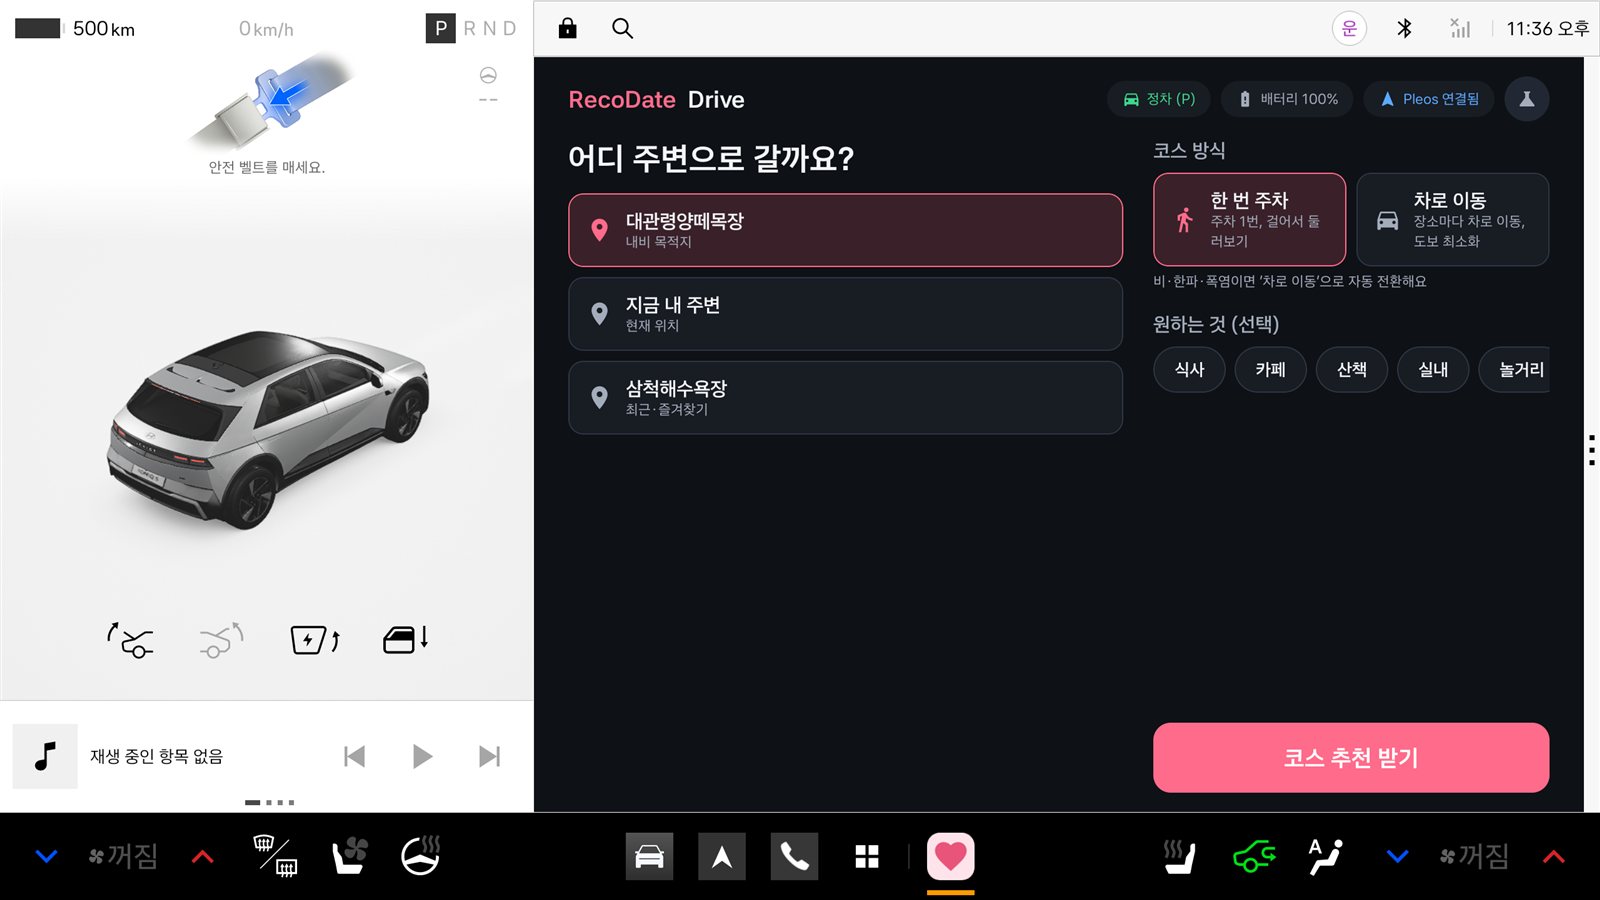 500 km
0 km/h
P R N D
--
안전 벨트를 매세요.
재생 중인 항목 없음
운
11:36 오후
RecoDate Drive
정차 (P)
배터리 100%
Pleos 연결됨
어디 주변으로 갈까요?
대관령양떼목장
내비 목적지
지금 내 주변
현재 위치
삼척해수욕장
최근·즐겨찾기
코스 방식
한 번 주차
주차 1번, 걸어서 둘
러보기
차로 이동
장소마다 차로 이동,
도보 최소화
비·한파·폭염이면 ‘차로 이동’으로 자동 전환해요
원하는 것 (선택)
식사
카페
산책
실내
놀거리
코스 추천 받기
꺼짐
A
꺼짐